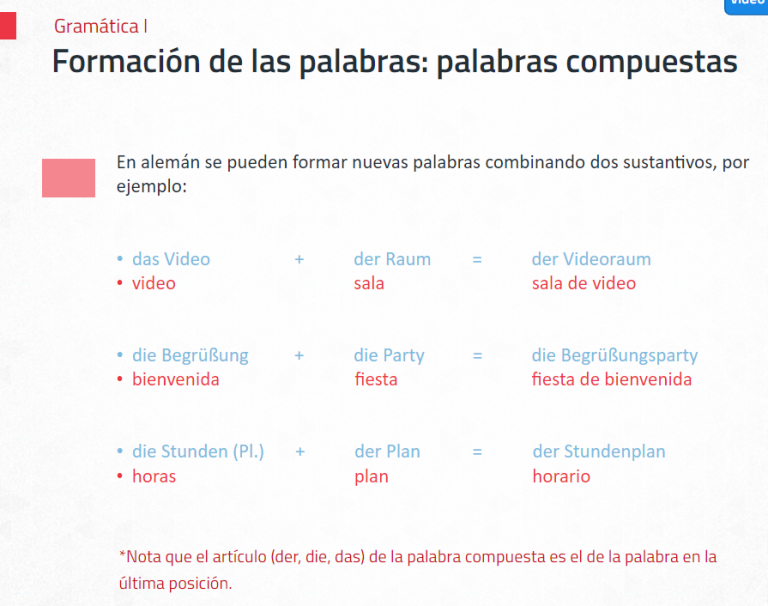 Video
Gramática I
Formación de las palabras: palabras compuestas
En alemán se pueden formar nuevas palabras combinando dos sustantivos, por
ejemplo:
• das Video + der Raum = der Videoraum
• video sala sala de video
• die Begrüßung + die Party = die Begrüßungsparty
• bienvenida fiesta fiesta de bienvenida
• die Stunden (Pl.) + der Plan = der Stundenplan
• horas plan horario
*Nota que el artículo (der, die, das) de la palabra compuesta es el de la palabra en la
última posición.